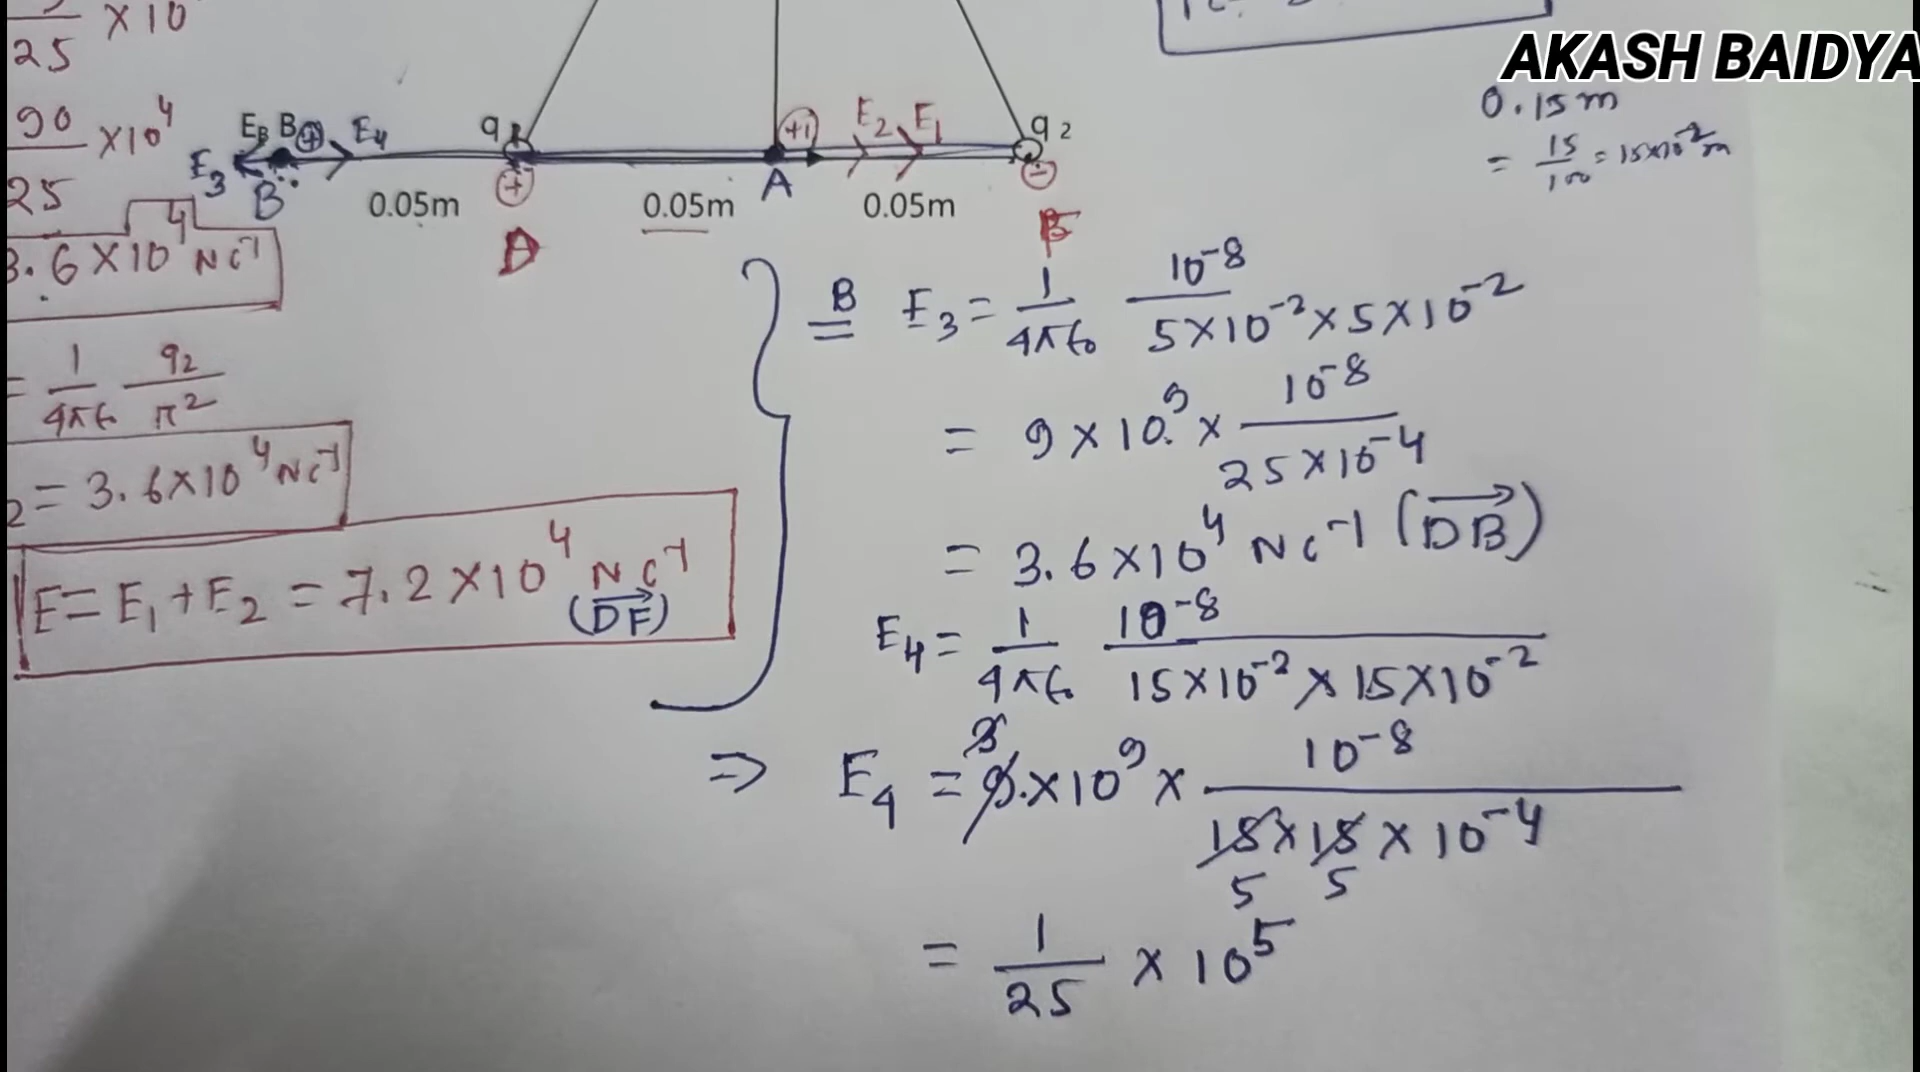 25 × 10
AKASH BAIDYA
0.15 m
= 15/100 = 15×10⁻² m
90/25 × 10⁴
E₃ B ⊕ E₄ q₁ (+1) E₂ E₁ q₂
E₃ B 0.05m (+) 0.05m A 0.05m (−)
D F
3.6 × 10⁴ NC⁻¹
= 1/4πε₀ q₂/r²
₂ = 3.6 × 10⁴ NC⁻¹
E = E₁ + E₂ = 7.2 × 10⁴ NC⁻¹
(DF→)
B E₃ = 1/4πε₀ 10⁻⁸/5×10⁻²×5×10⁻²
= 9 × 10⁹ × 10⁻⁸/25×10⁻⁴
= 3.6 × 10⁴ NC⁻¹ (DB→)
E₄ = 1/4πε₀ 10⁻⁸/15×10⁻²×15×10⁻²
⇒ E₄ = 9 × 10⁹ × 10⁻⁸/15×15×10⁻⁴
3 5 5
= 1/25 × 10⁵